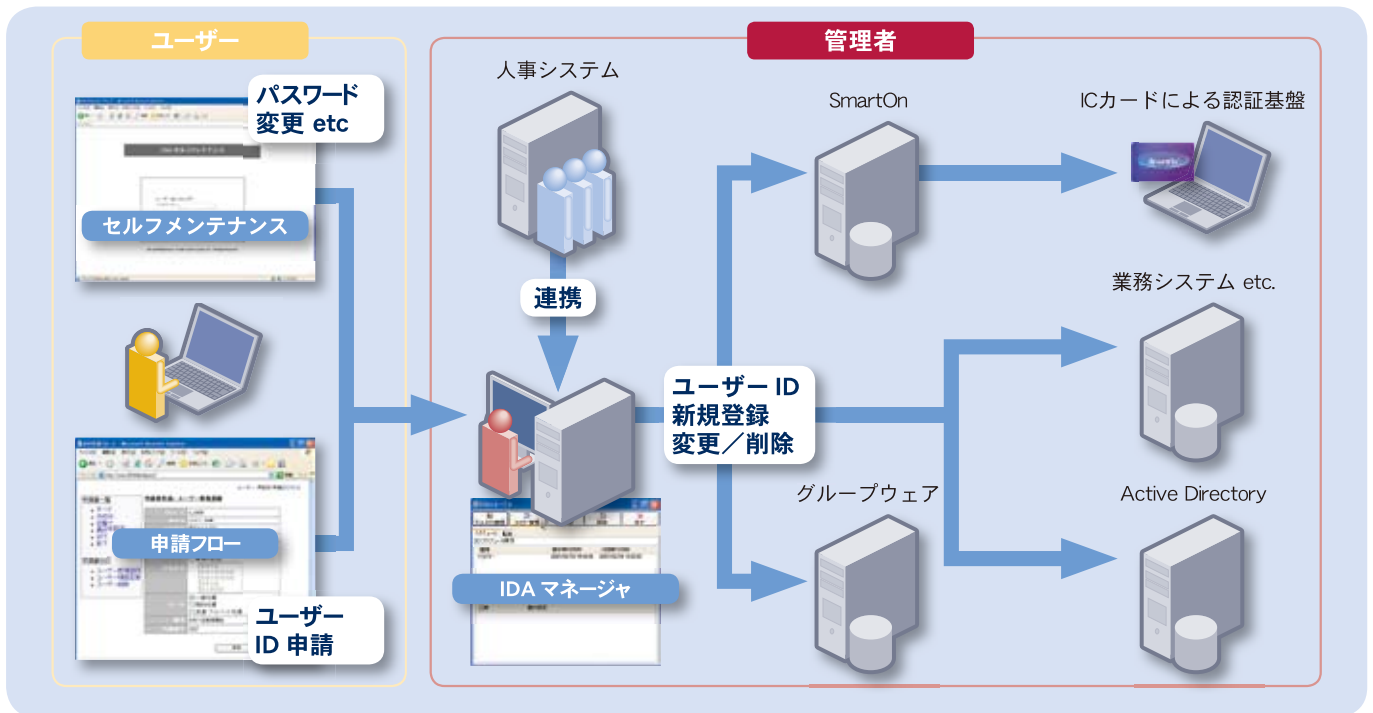 ユーザー
管理者
パスワード
変更 etc
セルフメンテナンス
申請フロー
ユーザー
ID 申請
人事システム
連携
IDA マネージャ
ユーザー ID
新規登録
変更／削除
SmartOn
ICカードによる認証基盤
業務システム etc.
グループウェア
Active Directory